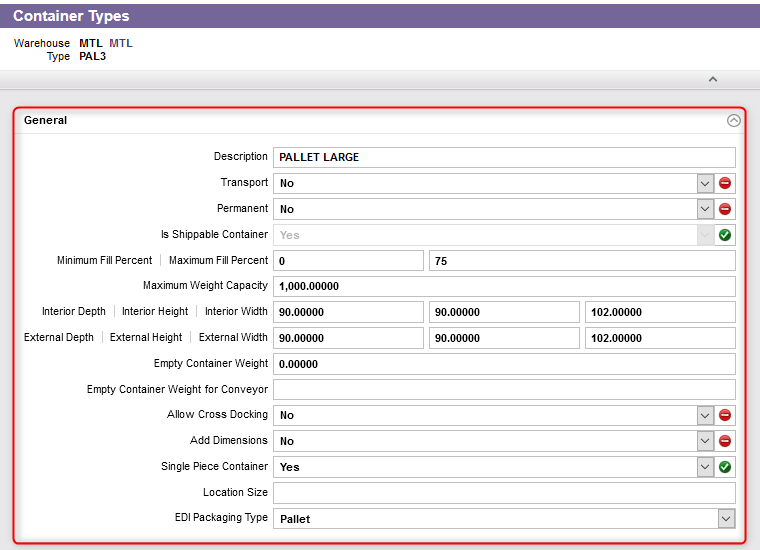 Container Types
Warehouse MTL MTL
Type PAL3
General
Description PALLET LARGE
Transport No
Permanent No
Is Shippable Container Yes
Minimum Fill Percent Maximum Fill Percent 0 75
Maximum Weight Capacity 1,000.00000
Interior Depth Interior Height Interior Width 90.00000 90.00000 102.00000
External Depth External Height External Width 90.00000 90.00000 102.00000
Empty Container Weight 0.00000
Empty Container Weight for Conveyor
Allow Cross Docking No
Add Dimensions No
Single Piece Container Yes
Location Size
EDI Packaging Type Pallet